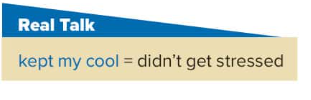 Real Talk
kept my cool = didn't get stressed